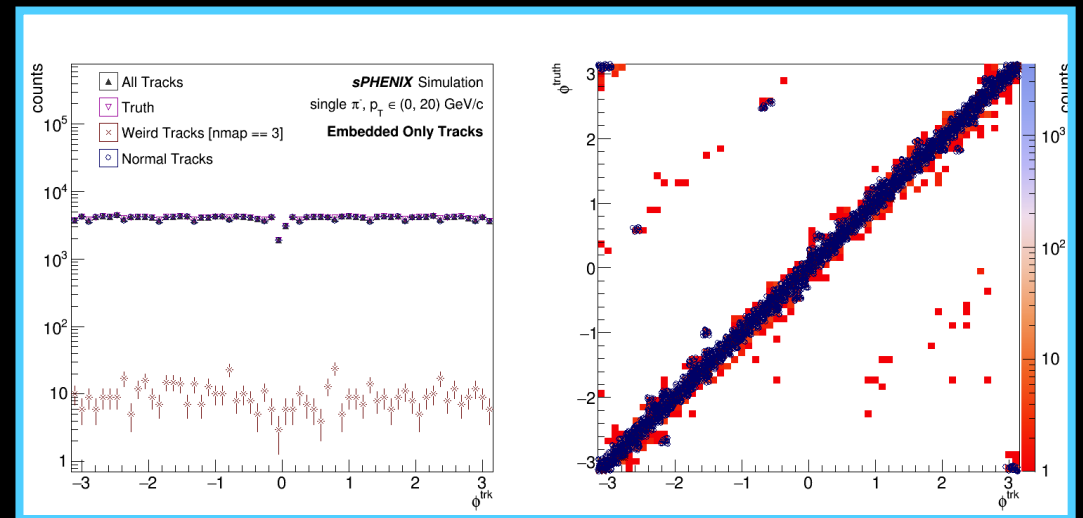 counts
All Tracks
Truth
Weird Tracks [nmap == 3]
Normal Tracks
sPHENIX Simulation
single π⁻, p_T ∈ (0, 20) GeV/c
Embedded Only Tracks
10⁵
10⁴
10³
10²
10
1
−3 −2 −1 0 1 2 3
ϕ^trk
ϕ^truth
3
2
1
0
−1
−2
−3
−3 −2 −1 0 1 2 3
ϕ^trk
counts
10³
10²
10
1